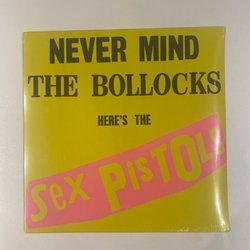 NEVER MIND
THE BOLLOCKS
HERE'S THE
Sex PiSTOLS